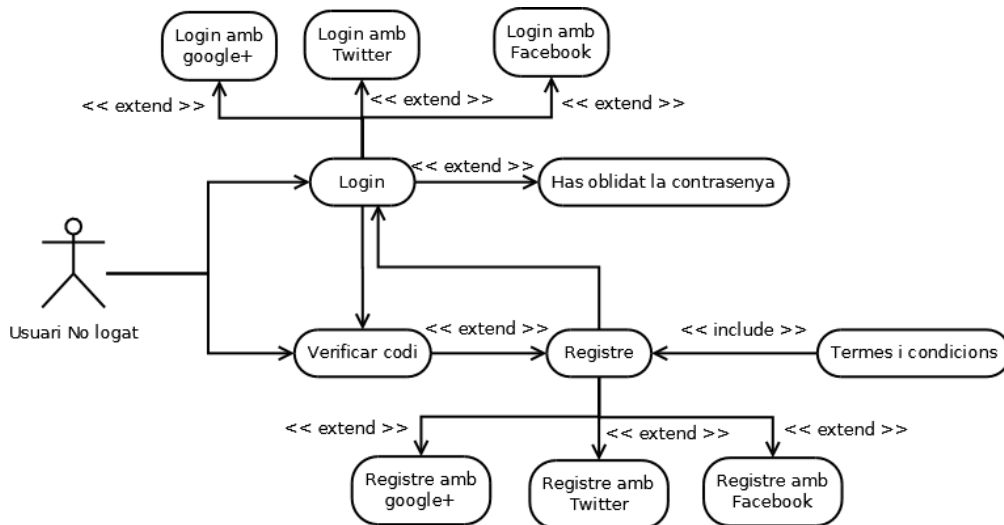 Login amb
google+
Login amb
Twitter
Login amb
Facebook
<< extend >>
<< extend >>
<< extend >>
Login
<< extend >>
Has oblidat la contrasenya
Usuari No logat
Verificar codi
<< extend >>
Registre
<< include >>
Termes i condicions
<< extend >>
<< extend >>
<< extend >>
Registre amb
google+
Registre amb
Twitter
Registre amb
Facebook